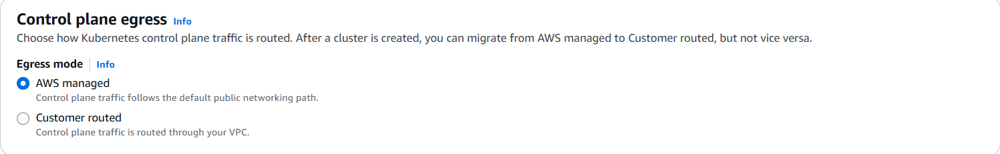 Control plane egress Info
Choose how Kubernetes control plane traffic is routed. After a cluster is created, you can migrate from AWS managed to Customer routed, but not vice versa.
Egress mode Info
AWS managed
Control plane traffic follows the default public networking path.
Customer routed
Control plane traffic is routed through your VPC.